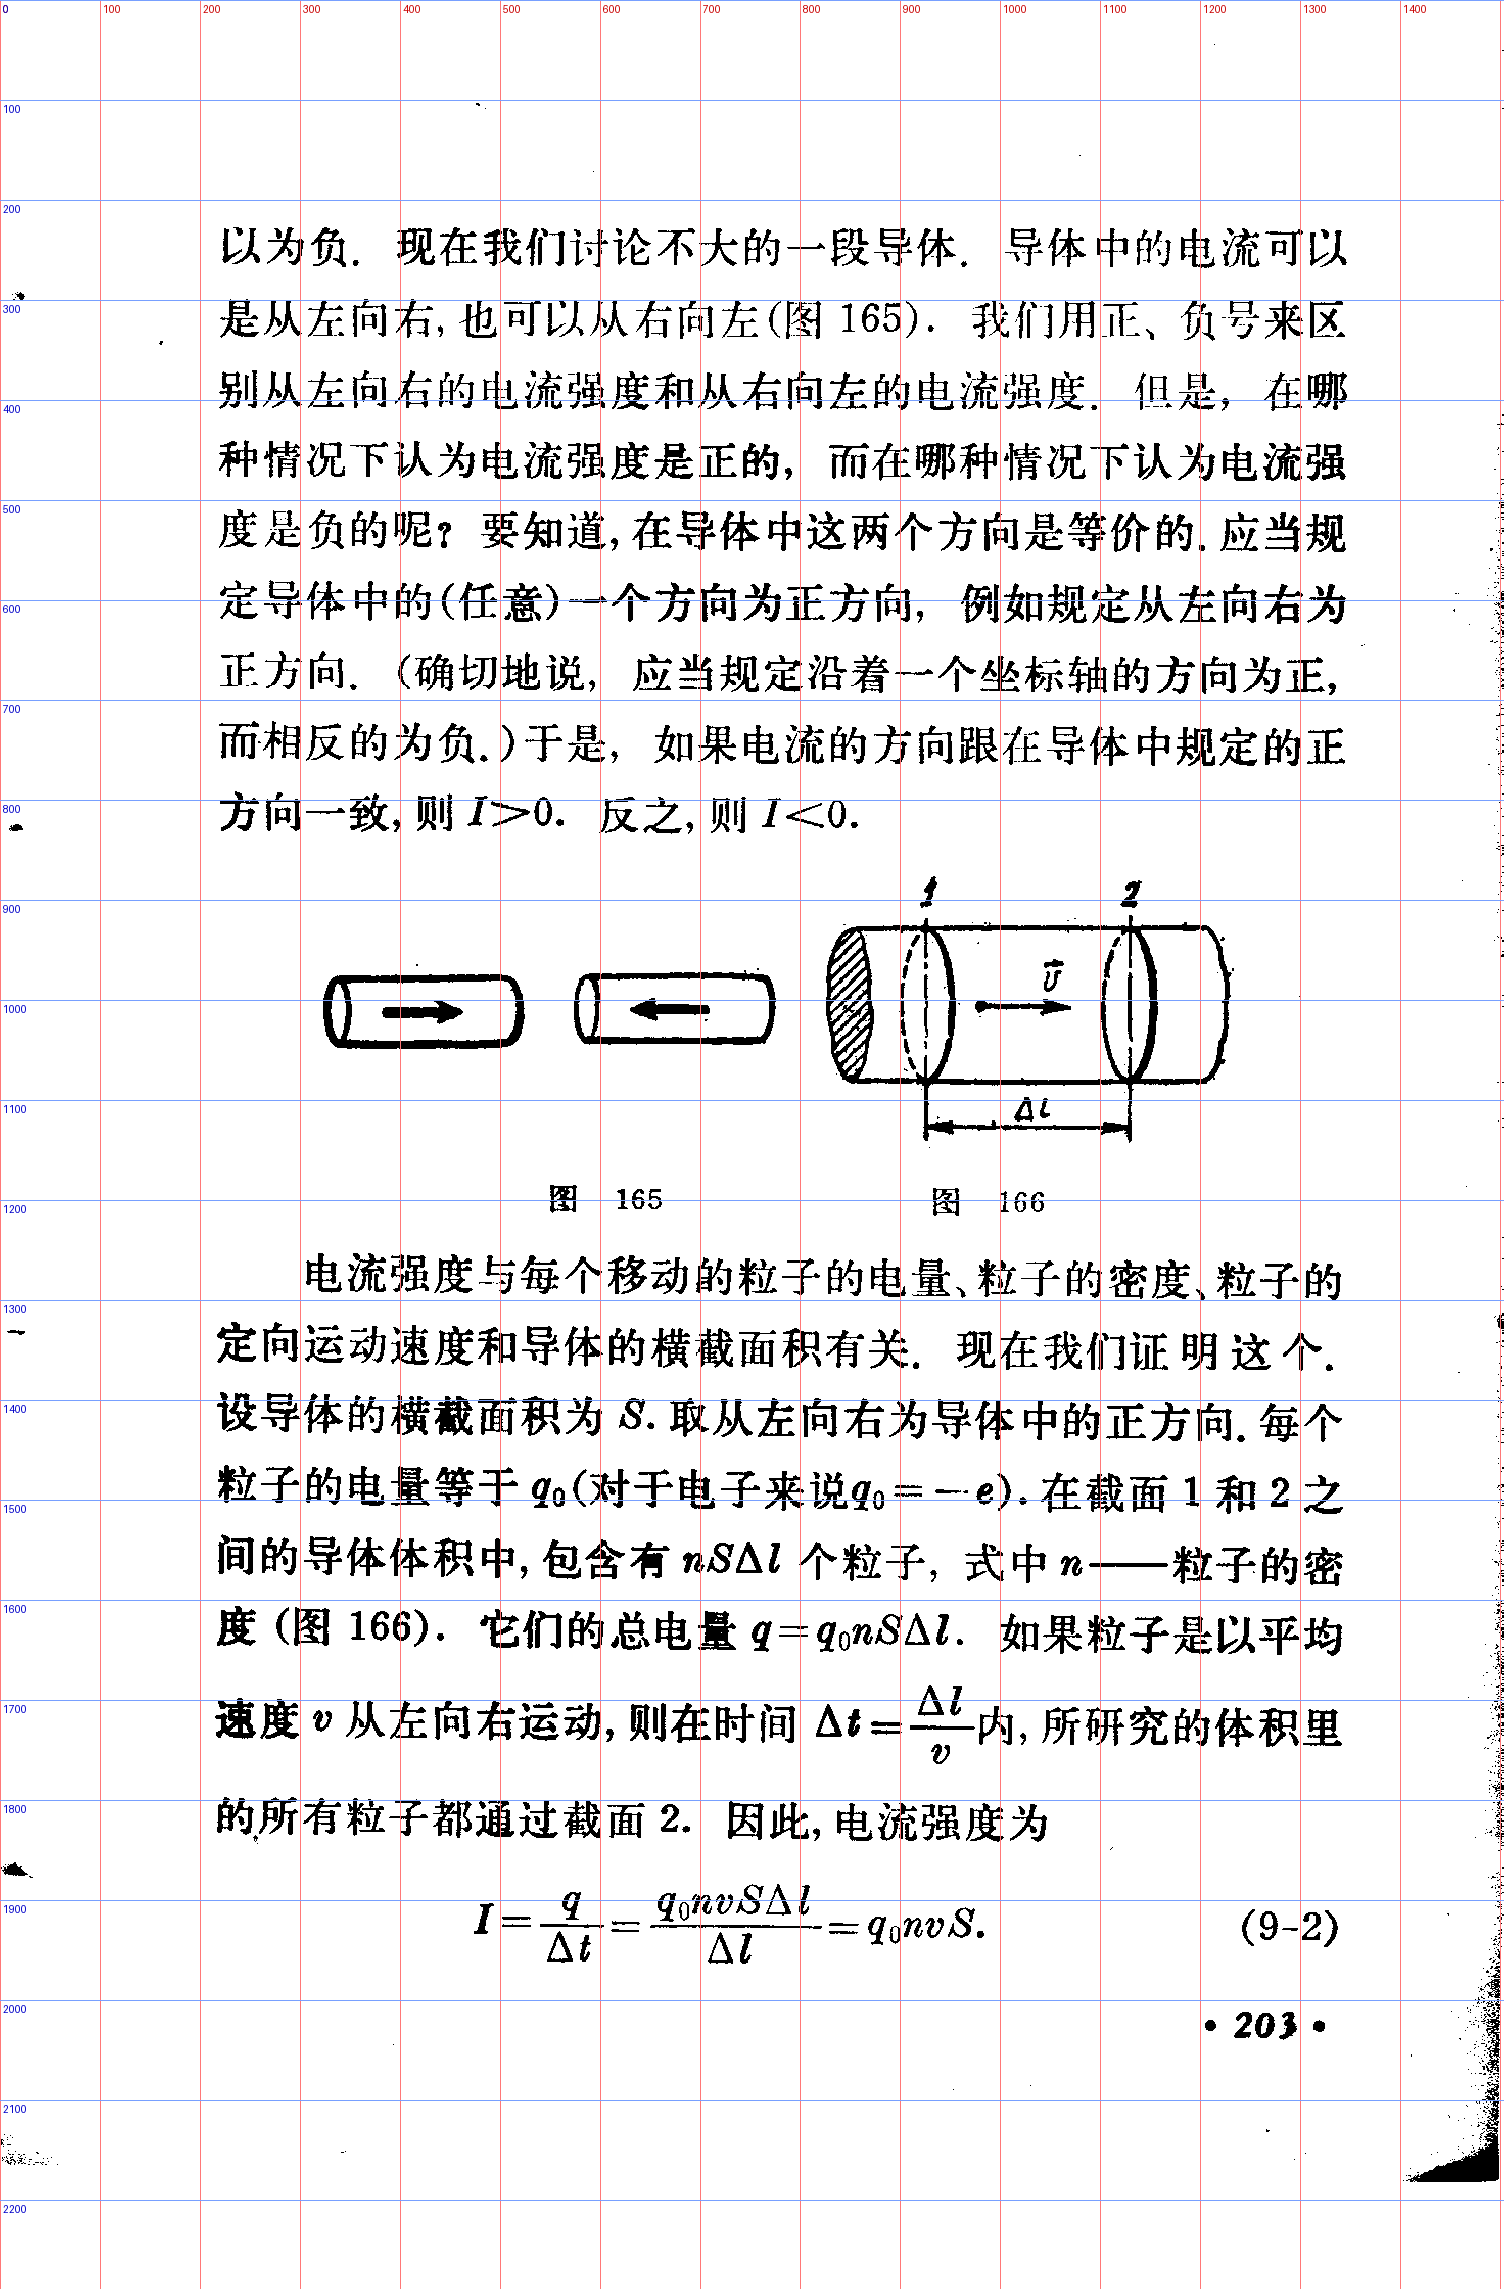 以为负．现在我们讨论不大的一段导体．导体中的电流可以
是从左向右，也可以从右向左(图 165)．我们用正、负号来区
别从左向右的电流强度和从右向左的电流强度．但是，在哪
种情况下认为电流强度是正的，而在哪种情况下认为电流强
度是负的呢？要知道，在导体中这两个方向是等价的．应当规
定导体中的(任意)一个方向为正方向，例如规定从左向右为
正方向．(确切地说，应当规定沿着一个坐标轴的方向为正，
而相反的为负．)于是，如果电流的方向跟在导体中规定的正
方向一致，则 I>0．反之，则 I<0．
1 2
v⃗
Δl
图 165 图 166
电流强度与每个移动的粒子的电量、粒子的密度、粒子的
定向运动速度和导体的横截面积有关．现在我们证明这个．
设导体的横截面积为 S．取从左向右为导体中的正方向．每个
粒子的电量等于 q₀(对于电子来说q₀＝－e)．在截面 1 和 2 之
间的导体体积中，包含有 nSΔl 个粒子，式中 n——粒子的密
度 (图 166)．它们的总电量 q＝q₀nSΔl．如果粒子是以平均
速度 v 从左向右运动，则在时间 Δt＝Δl/v内，所研究的体积里
的所有粒子都通过截面 2．因此，电流强度为
I＝q/Δt＝q₀nvSΔl/Δl＝q₀nvS. (9-2)
• 203 •